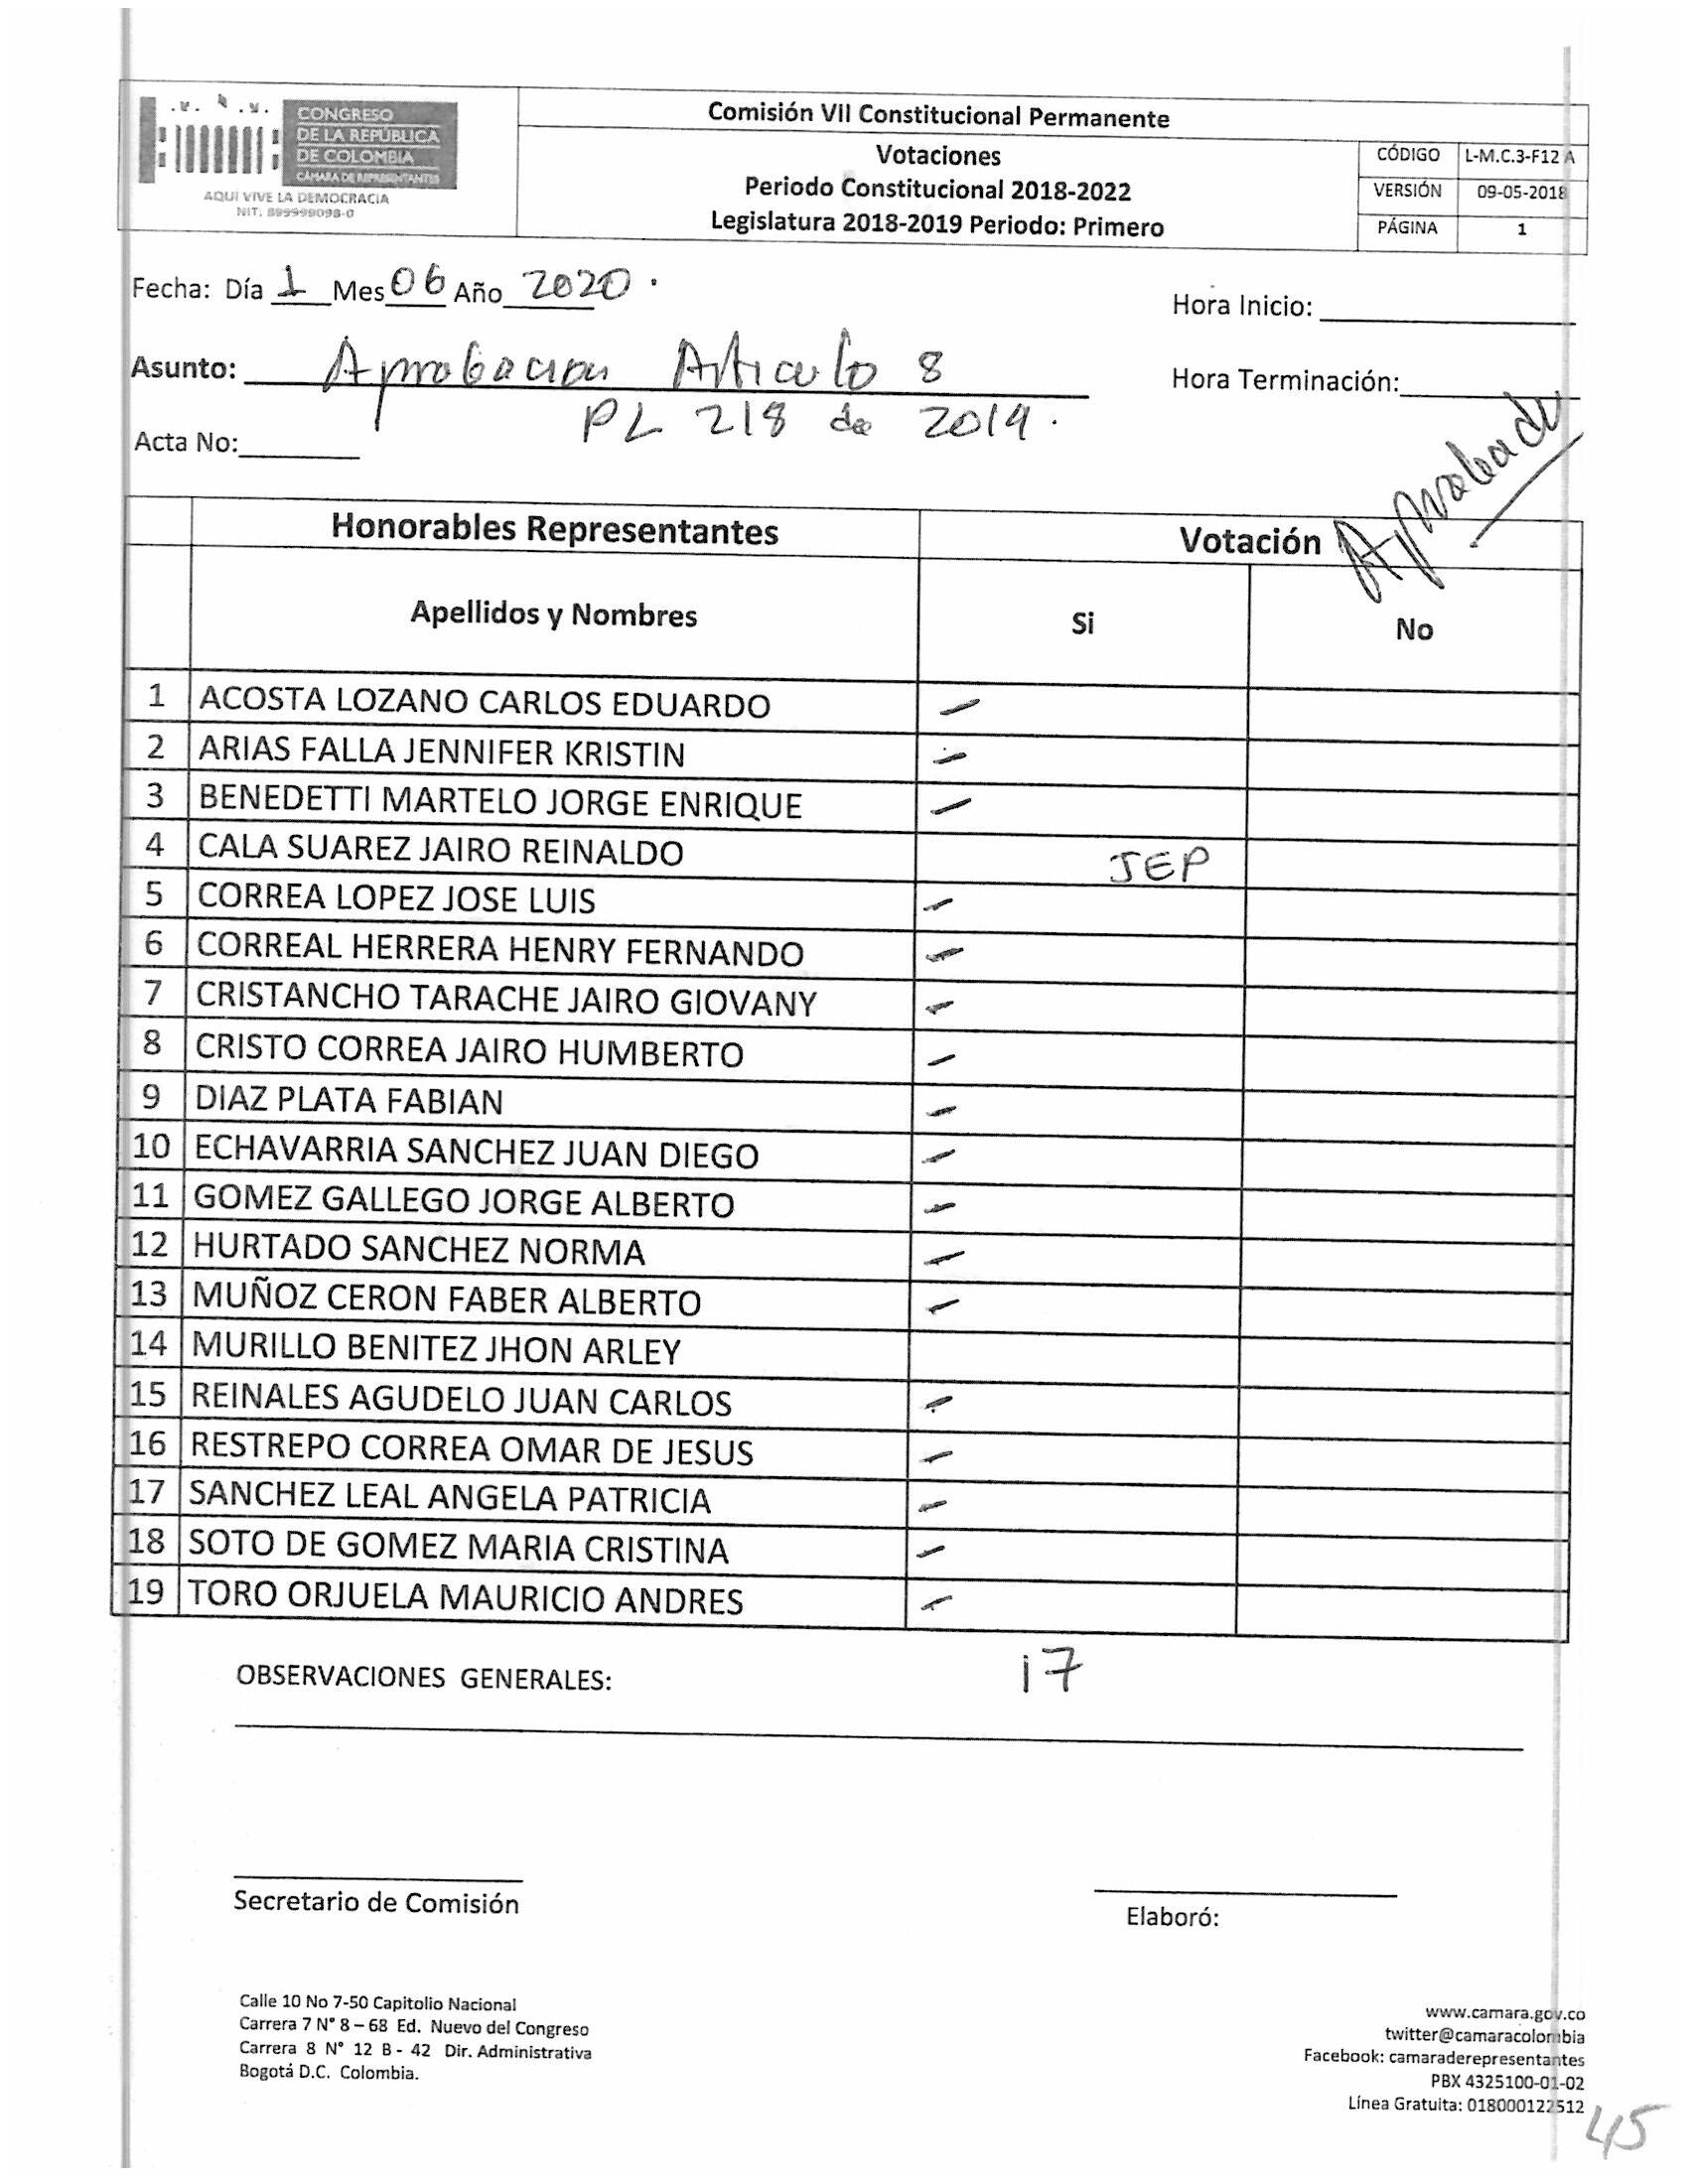 CONGRESO
DE LA REPÚBLICA
DE COLOMBIA
CÁMARA DE REPRESENTANTES
AQUI VIVE LA DEMOCRACIA
NIT: 899999098-0
Comisión VII Constitucional Permanente
Votaciones
Periodo Constitucional 2018-2022
Legislatura 2018-2019 Periodo: Primero
CÓDIGO L-M.C.3-F12 A
VERSIÓN 09-05-2018
PÁGINA 1
Fecha: Día 1 Mes 06 Año 2020.
Hora Inicio:
Asunto: Aprobacion Articulo 8
Hora Terminación:
PL 218 de 2019.
Acta No:
Aprobado
Honorables Representantes Votación
Apellidos y Nombres Si No
1 ACOSTA LOZANO CARLOS EDUARDO –
2 ARIAS FALLA JENNIFER KRISTIN –
3 BENEDETTI MARTELO JORGE ENRIQUE –
4 CALA SUAREZ JAIRO REINALDO JEP
5 CORREA LOPEZ JOSE LUIS –
6 CORREAL HERRERA HENRY FERNANDO –
7 CRISTANCHO TARACHE JAIRO GIOVANY –
8 CRISTO CORREA JAIRO HUMBERTO –
9 DIAZ PLATA FABIAN –
10 ECHAVARRIA SANCHEZ JUAN DIEGO –
11 GOMEZ GALLEGO JORGE ALBERTO –
12 HURTADO SANCHEZ NORMA –
13 MUÑOZ CERON FABER ALBERTO –
14 MURILLO BENITEZ JHON ARLEY
15 REINALES AGUDELO JUAN CARLOS –
16 RESTREPO CORREA OMAR DE JESUS –
17 SANCHEZ LEAL ANGELA PATRICIA –
18 SOTO DE GOMEZ MARIA CRISTINA –
19 TORO ORJUELA MAURICIO ANDRES –
OBSERVACIONES GENERALES: 17
Secretario de Comisión
Elaboró:
Calle 10 No 7-50 Capitolio Nacional
Carrera 7 N° 8 – 68 Ed. Nuevo del Congreso
Carrera 8 N° 12 B - 42 Dir. Administrativa
Bogotá D.C. Colombia.
www.camara.gov.co
twitter@camaracolombia
Facebook: camaraderepresentantes
PBX 4325100-01-02
Línea Gratuita: 018000122512
45